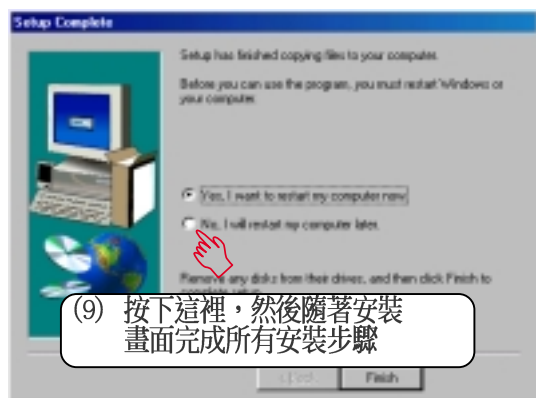 Setup Complete
Setup has finished copying files to your computer.
Before you can use the program, you must restart Windows or
your computer.
Yes, I want to restart my computer now.
No, I will restart my computer later.
Remove any disks from their drives, and then click Finish to
(9) 按下這裡，然後隨著安裝
畫面完成所有安裝步驟
Finish